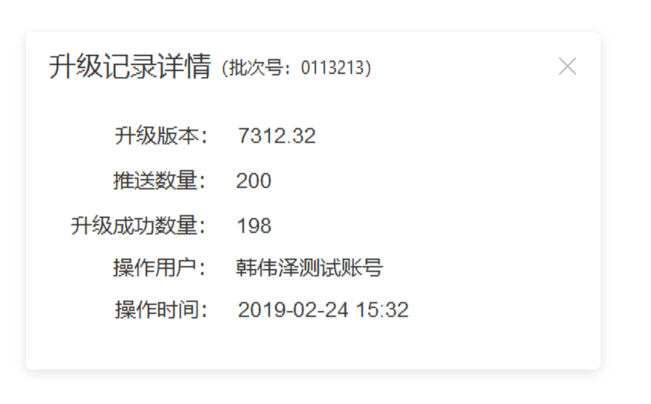 升级记录详情（批次号：0113213）
升级版本： 7312.32
推送数量： 200
升级成功数量： 198
操作用户： 韩伟泽测试账号
操作时间： 2019-02-24 15:32